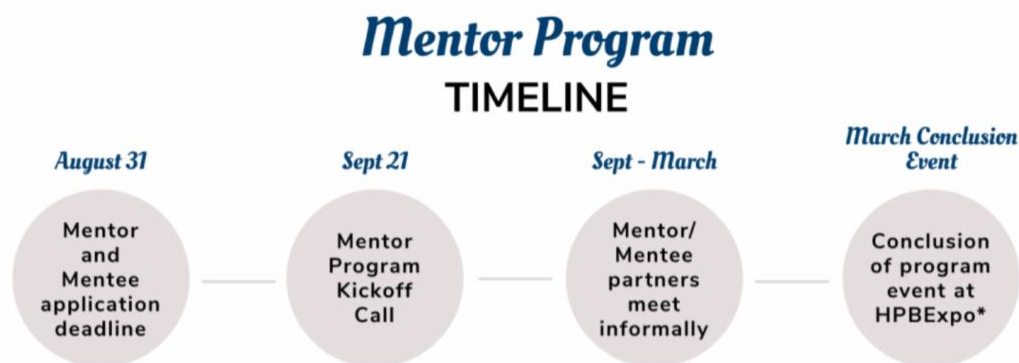 Mentor Program
TIMELINE
August 31
Mentor
and
Mentee
application
deadline
Sept 21
Mentor
Program
Kickoff
Call
Sept - March
Mentor/
Mentee
partners
meet
informally
March Conclusion
Event
Conclusion
of program
event at
HPBExpo*